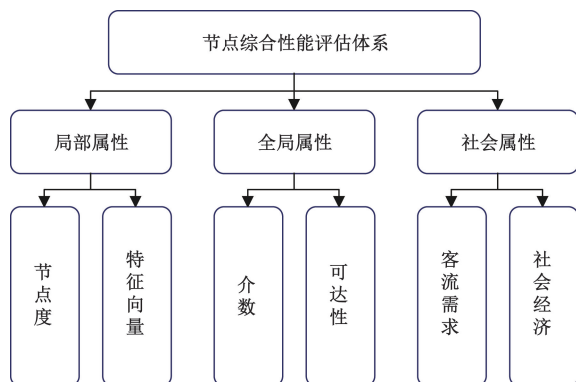 节点综合性能评估体系
局部属性
全局属性
社会属性
节点度
特征向量
介数
可达性
客流需求
社会经济